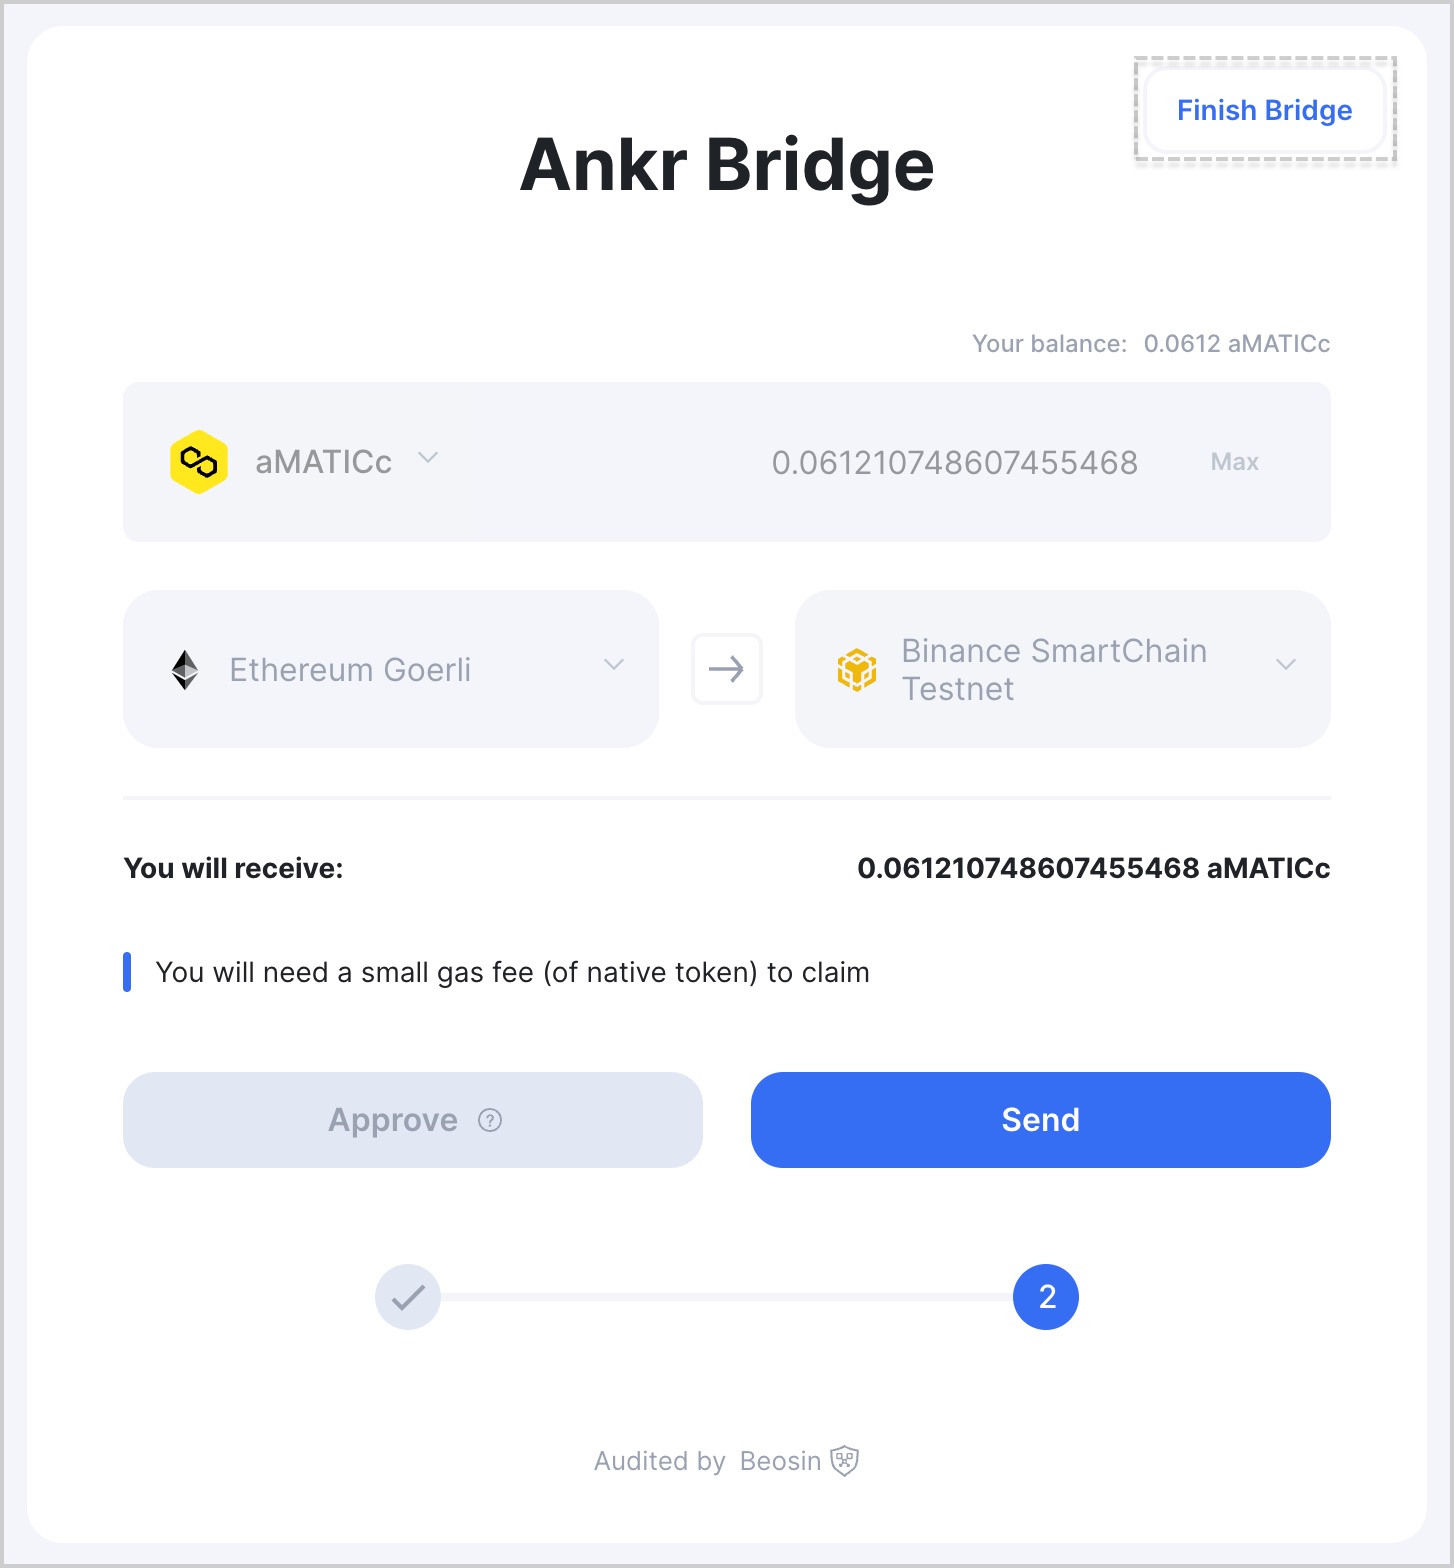 Finish Bridge
Ankr Bridge
Your balance: 0.0612 aMATICc
aMATICc 0.061210748607455468 Max
Ethereum Goerli
Binance SmartChain
Testnet
You will receive: 0.061210748607455468 aMATICc
You will need a small gas fee (of native token) to claim
Approve ? Send
2
Audited by Beosin